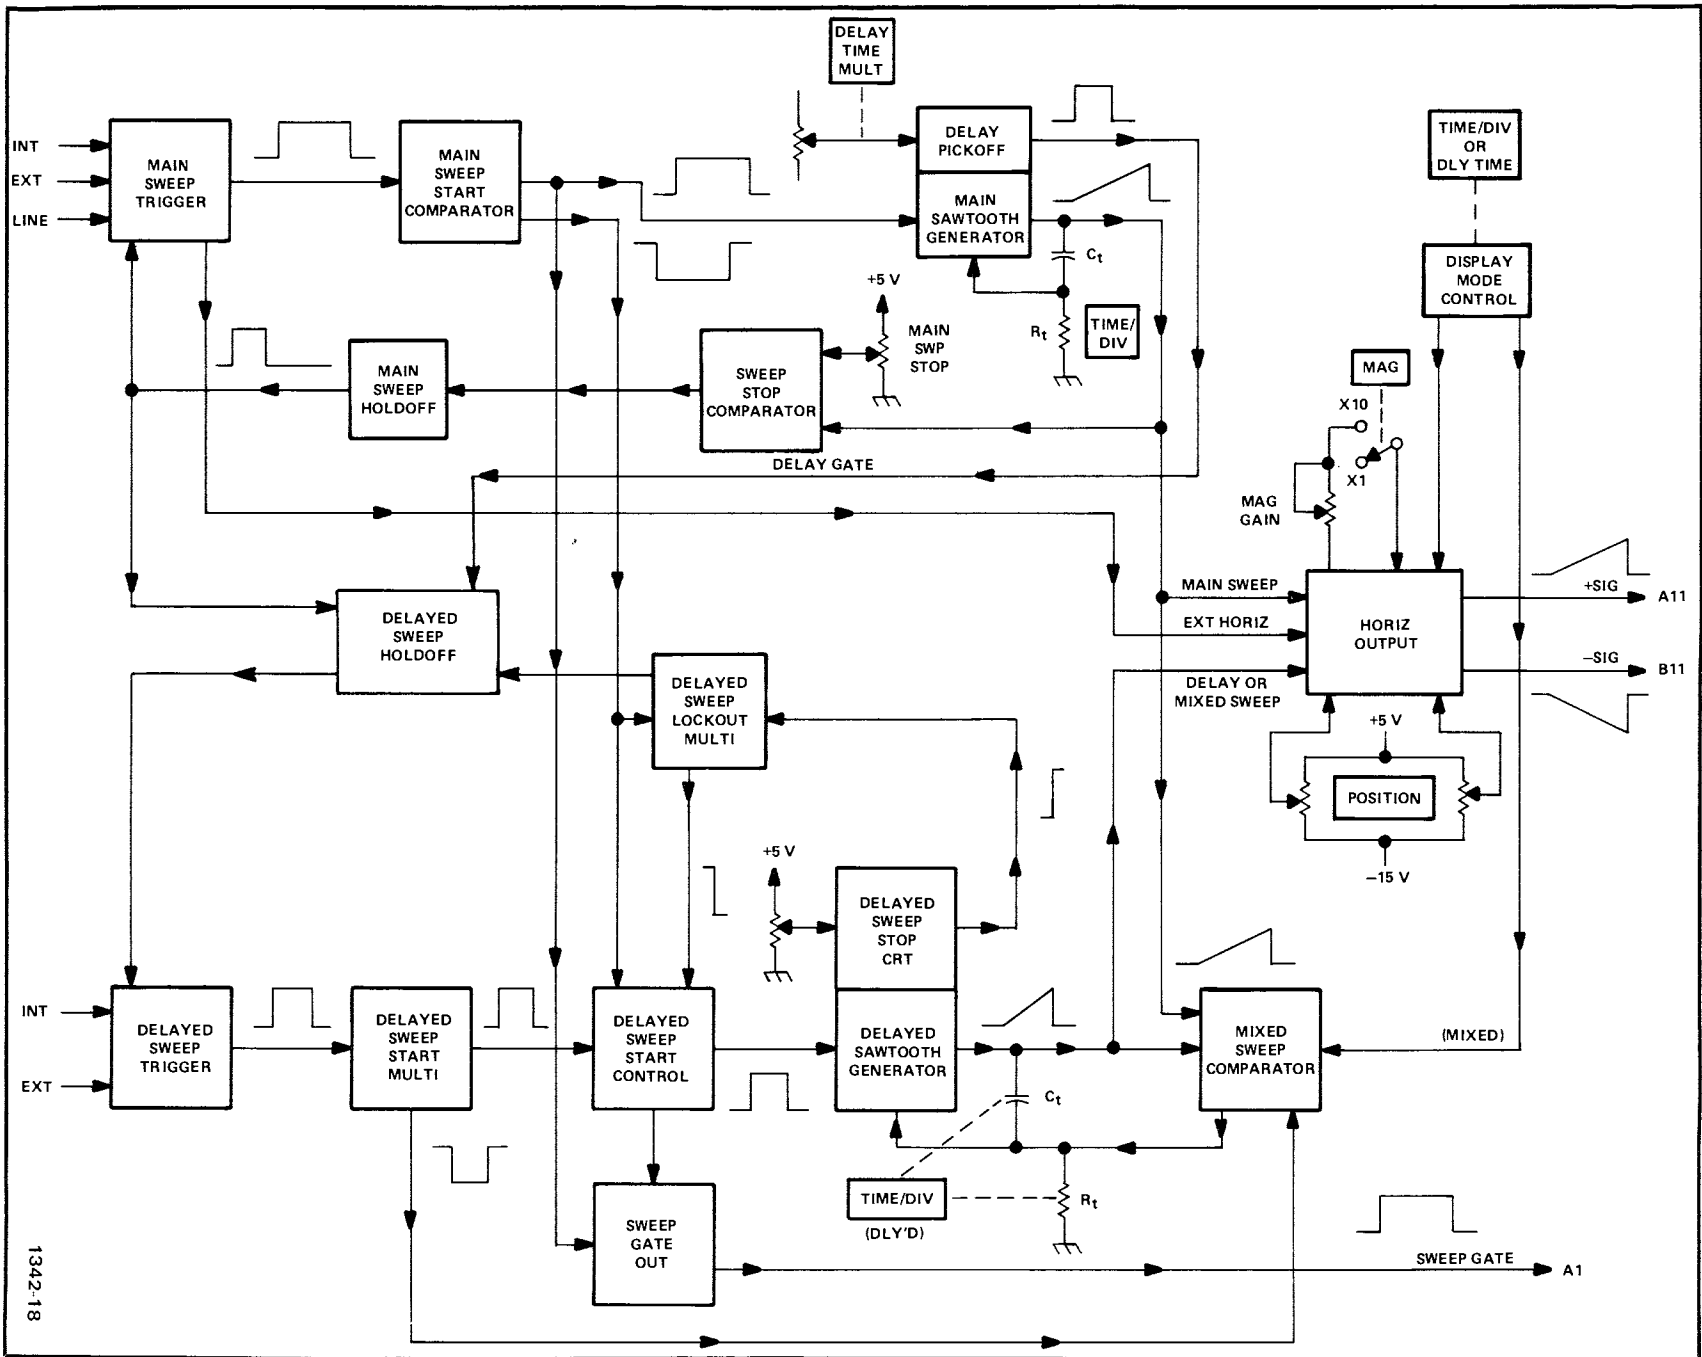 DELAY
TIME
MULT
INT
EXT
LINE
MAIN
SWEEP
TRIGGER
MAIN
SWEEP
START
COMPARATOR
DELAY
PICKOFF
MAIN
SAWTOOTH
GENERATOR
Ct
Rt
TIME/
DIV
TIME/DIV
OR
DLY TIME
DISPLAY
MODE
CONTROL
+5 V
MAIN
SWP
STOP
MAIN
SWEEP
HOLDOFF
SWEEP
STOP
COMPARATOR
MAG
X10
X1
MAG
GAIN
DELAY GATE
DELAYED
SWEEP
HOLDOFF
MAIN SWEEP
EXT HORIZ
DELAY OR
MIXED SWEEP
HORIZ
OUTPUT
+SIG
A11
−SIG
B11
DELAYED
SWEEP
LOCKOUT
MULTI
+5 V
POSITION
−15 V
+5 V
DELAYED
SWEEP
STOP
CRT
INT
EXT
DELAYED
SWEEP
TRIGGER
DELAYED
SWEEP
START
MULTI
DELAYED
SWEEP
START
CONTROL
DELAYED
SAWTOOTH
GENERATOR
Ct
MIXED
SWEEP
COMPARATOR
(MIXED)
TIME/DIV
(DLY'D)
Rt
SWEEP
GATE
OUT
SWEEP GATE
A1
1342-18